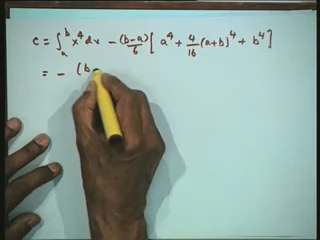 c = ∫_a^b x^4 dx - (b-a)/6 [ a^4 + 4/16 (a+b)^4 + b^4 ]
= - (b -